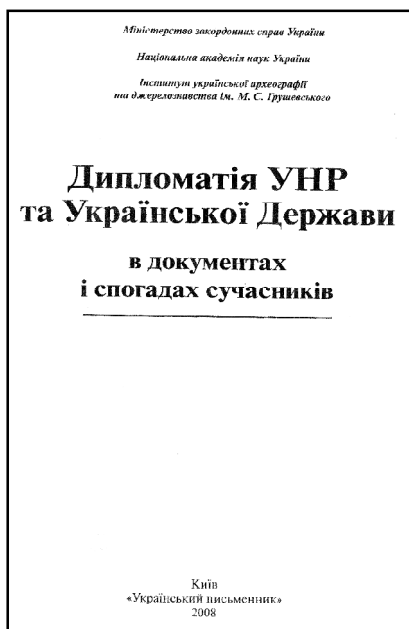 Міністерство закордонних справ України
Національна академія наук України
Інститут української археографії
та джерелознавства ім. М. С. Грушевського
Дипломатія УНР
та Української Держави
в документах
і спогадах сучасників
Київ
«Український письменник»
2008